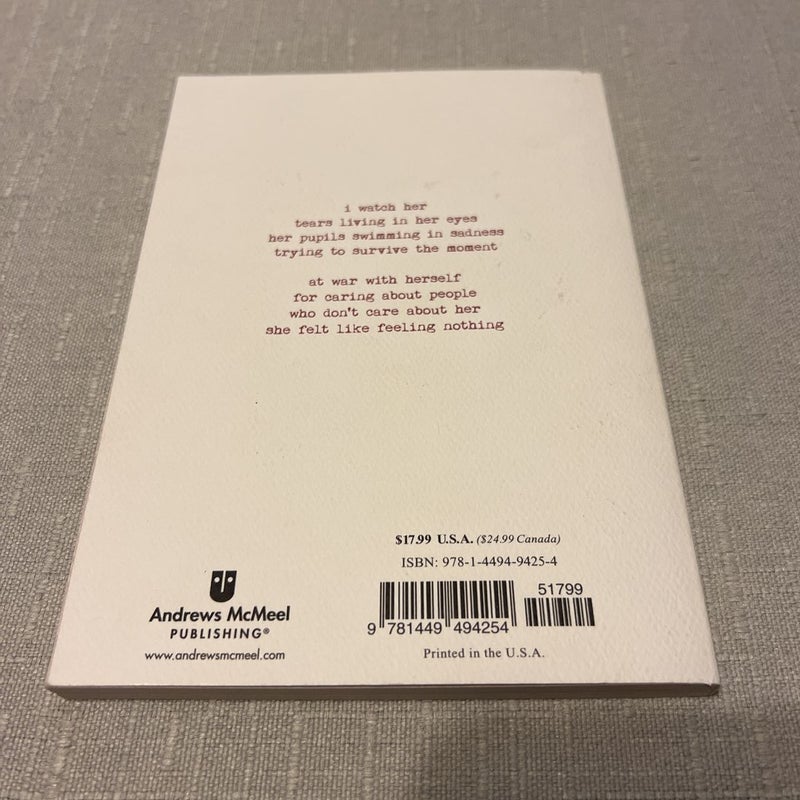 i watch her
tears living in her eyes
her pupils swimming in sadness
trying to survive the moment
at war with herself
for caring about people
who don't care about her
she felt like feeling nothing
$17.99 U.S.A. ($24.99 Canada)
ISBN: 978-1-4494-9425-4
51799
9 781449 494254
Printed in the U.S.A.
Andrews McMeel
PUBLISHING®
www.andrewsmcmeel.com